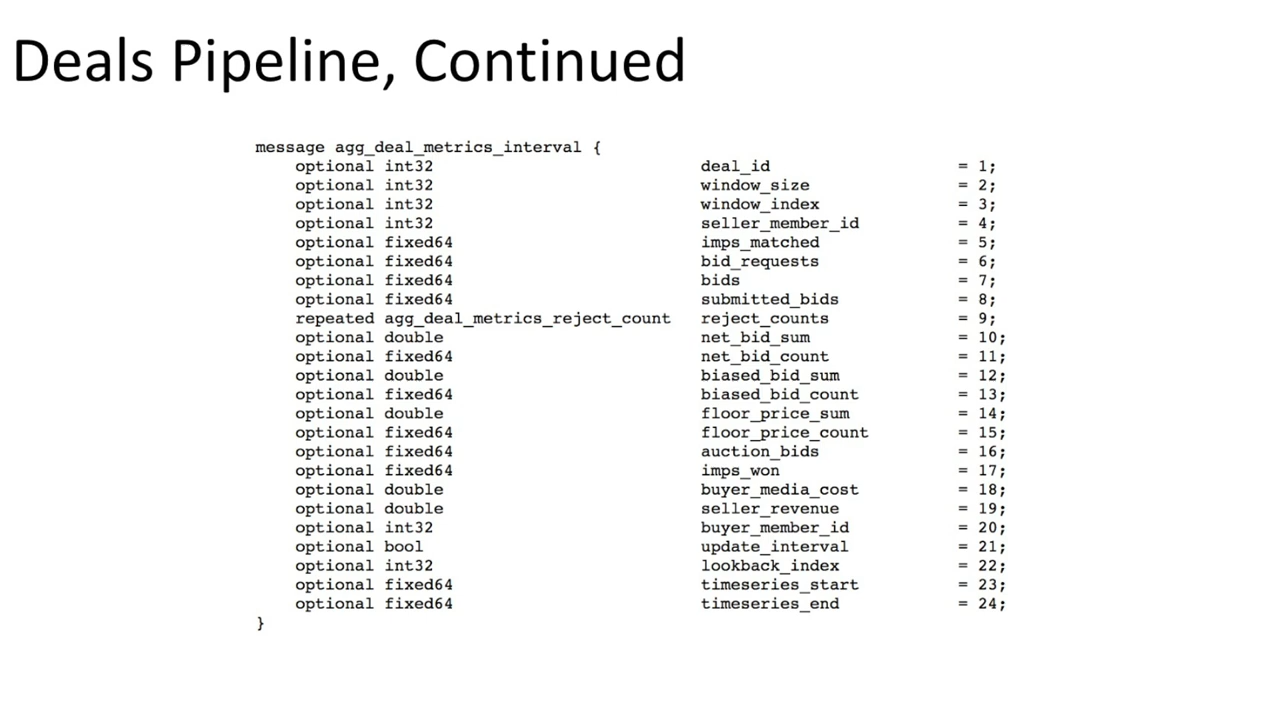 Deals Pipeline, Continued
message agg_deal_metrics_interval {
optional int32 deal_id = 1;
optional int32 window_size = 2;
optional int32 window_index = 3;
optional int32 seller_member_id = 4;
optional fixed64 imps_matched = 5;
optional fixed64 bid_requests = 6;
optional fixed64 bids = 7;
optional fixed64 submitted_bids = 8;
repeated agg_deal_metrics_reject_count reject_counts = 9;
optional double net_bid_sum = 10;
optional fixed64 net_bid_count = 11;
optional double biased_bid_sum = 12;
optional fixed64 biased_bid_count = 13;
optional double floor_price_sum = 14;
optional fixed64 floor_price_count = 15;
optional fixed64 auction_bids = 16;
optional fixed64 imps_won = 17;
optional double buyer_media_cost = 18;
optional double seller_revenue = 19;
optional int32 buyer_member_id = 20;
optional bool update_interval = 21;
optional int32 lookback_index = 22;
optional fixed64 timeseries_start = 23;
optional fixed64 timeseries_end = 24;
}